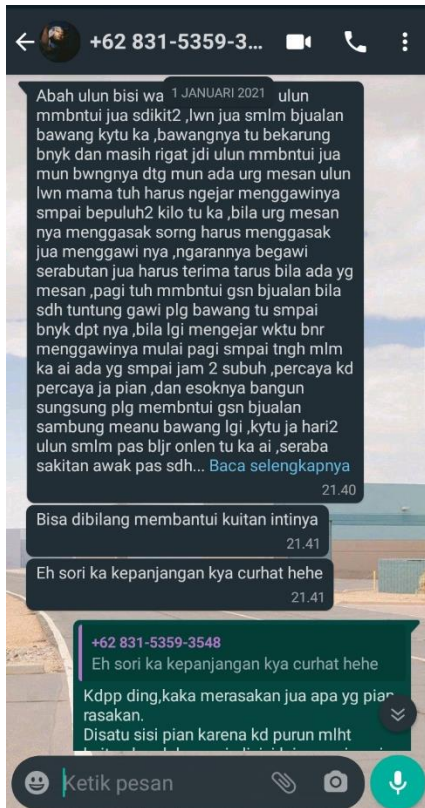 +62 831-5359-3...
1 JANUARI 2021
Abah ulun bisi wa ulun
mmbntui jua sdikit2 ,lwn jua smlm bjualan
bawang kytu ka ,bawangnya tu bekarung
bnyk dan masih rigat jdi ulun mmbntui jua
mun bwngnya dtg mun ada urg mesan ulun
lwn mama tuh harus ngejar menggawinya
smpai bepuluh2 kilo tu ka ,bila urg mesan
nya menggasak sorng harus menggasak
jua menggawi nya ,ngarannya begawi
serabutan jua harus terima tarus bila ada yg
mesan ,pagi tuh mmbntui gsn bjualan bila
sdh tuntung gawi plg bawang tu smpai
bnyk dpt nya ,bila lgi mengejar wktu bnr
menggawinya mulai pagi smpai tngh mlm
ka ai ada yg smpai jam 2 subuh ,percaya kd
percaya ja pian ,dan esoknya bangun
sungsung plg membntui gsn bjualan
sambung meanu bawang lgi ,kytu ja hari2
ulun smlm pas bljr onlen tu ka ai ,seraba
sakitan awak pas sdh... Baca selengkapnya
21.40
Bisa dibilang membantui kuitan intinya
21.41
Eh sori ka kepanjangan kya curhat hehe
21.41
+62 831-5359-3548
Eh sori ka kepanjangan kya curhat hehe
Kdpp ding,kaka merasakan jua apa yg pian
rasakan.
Disatu sisi pian karena kd purun mlht
Ketik pesan